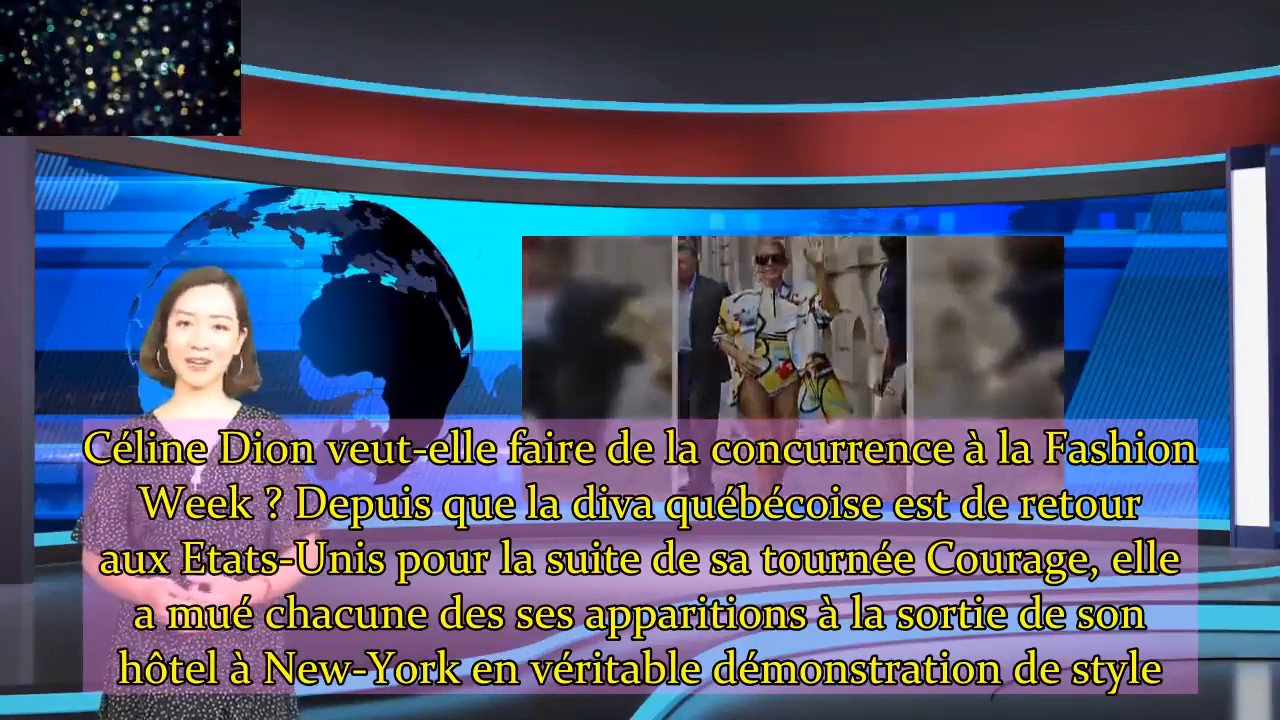 Céline Dion veut-elle faire de la concurrence à la Fashion
Week ? Depuis que la diva québécoise est de retour
aux Etats-Unis pour la suite de sa tournée Courage, elle
a mué chacune des ses apparitions à la sortie de son
hôtel à New-York en véritable démonstration de style